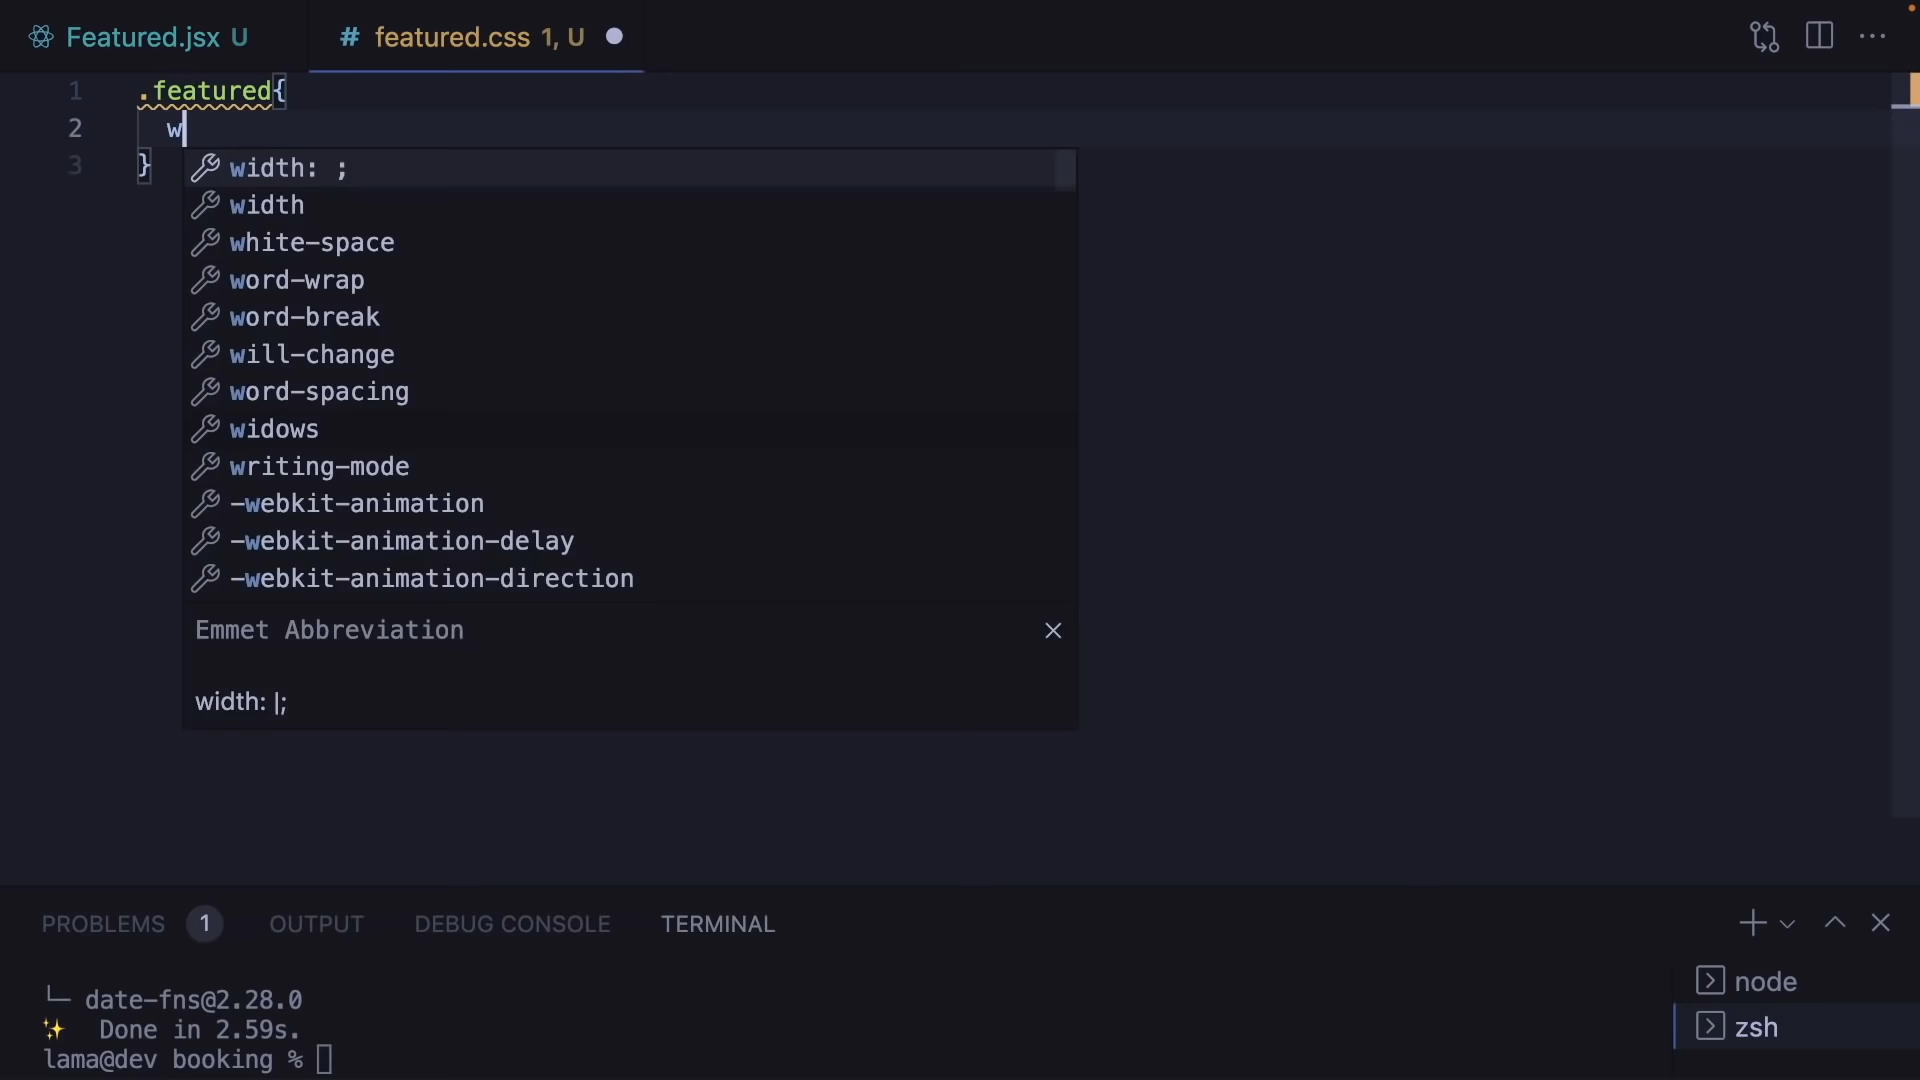 Featured.jsx U
# featured.css 1, U
1 .featured{
2 w
3 }
width: ;
width
white-space
word-wrap
word-break
will-change
word-spacing
widows
writing-mode
-webkit-animation
-webkit-animation-delay
-webkit-animation-direction
Emmet Abbreviation
width: |;
PROBLEMS 1 OUTPUT DEBUG CONSOLE TERMINAL
└─ date-fns@2.28.0
✨ Done in 2.59s.
lama@dev booking %
node
zsh